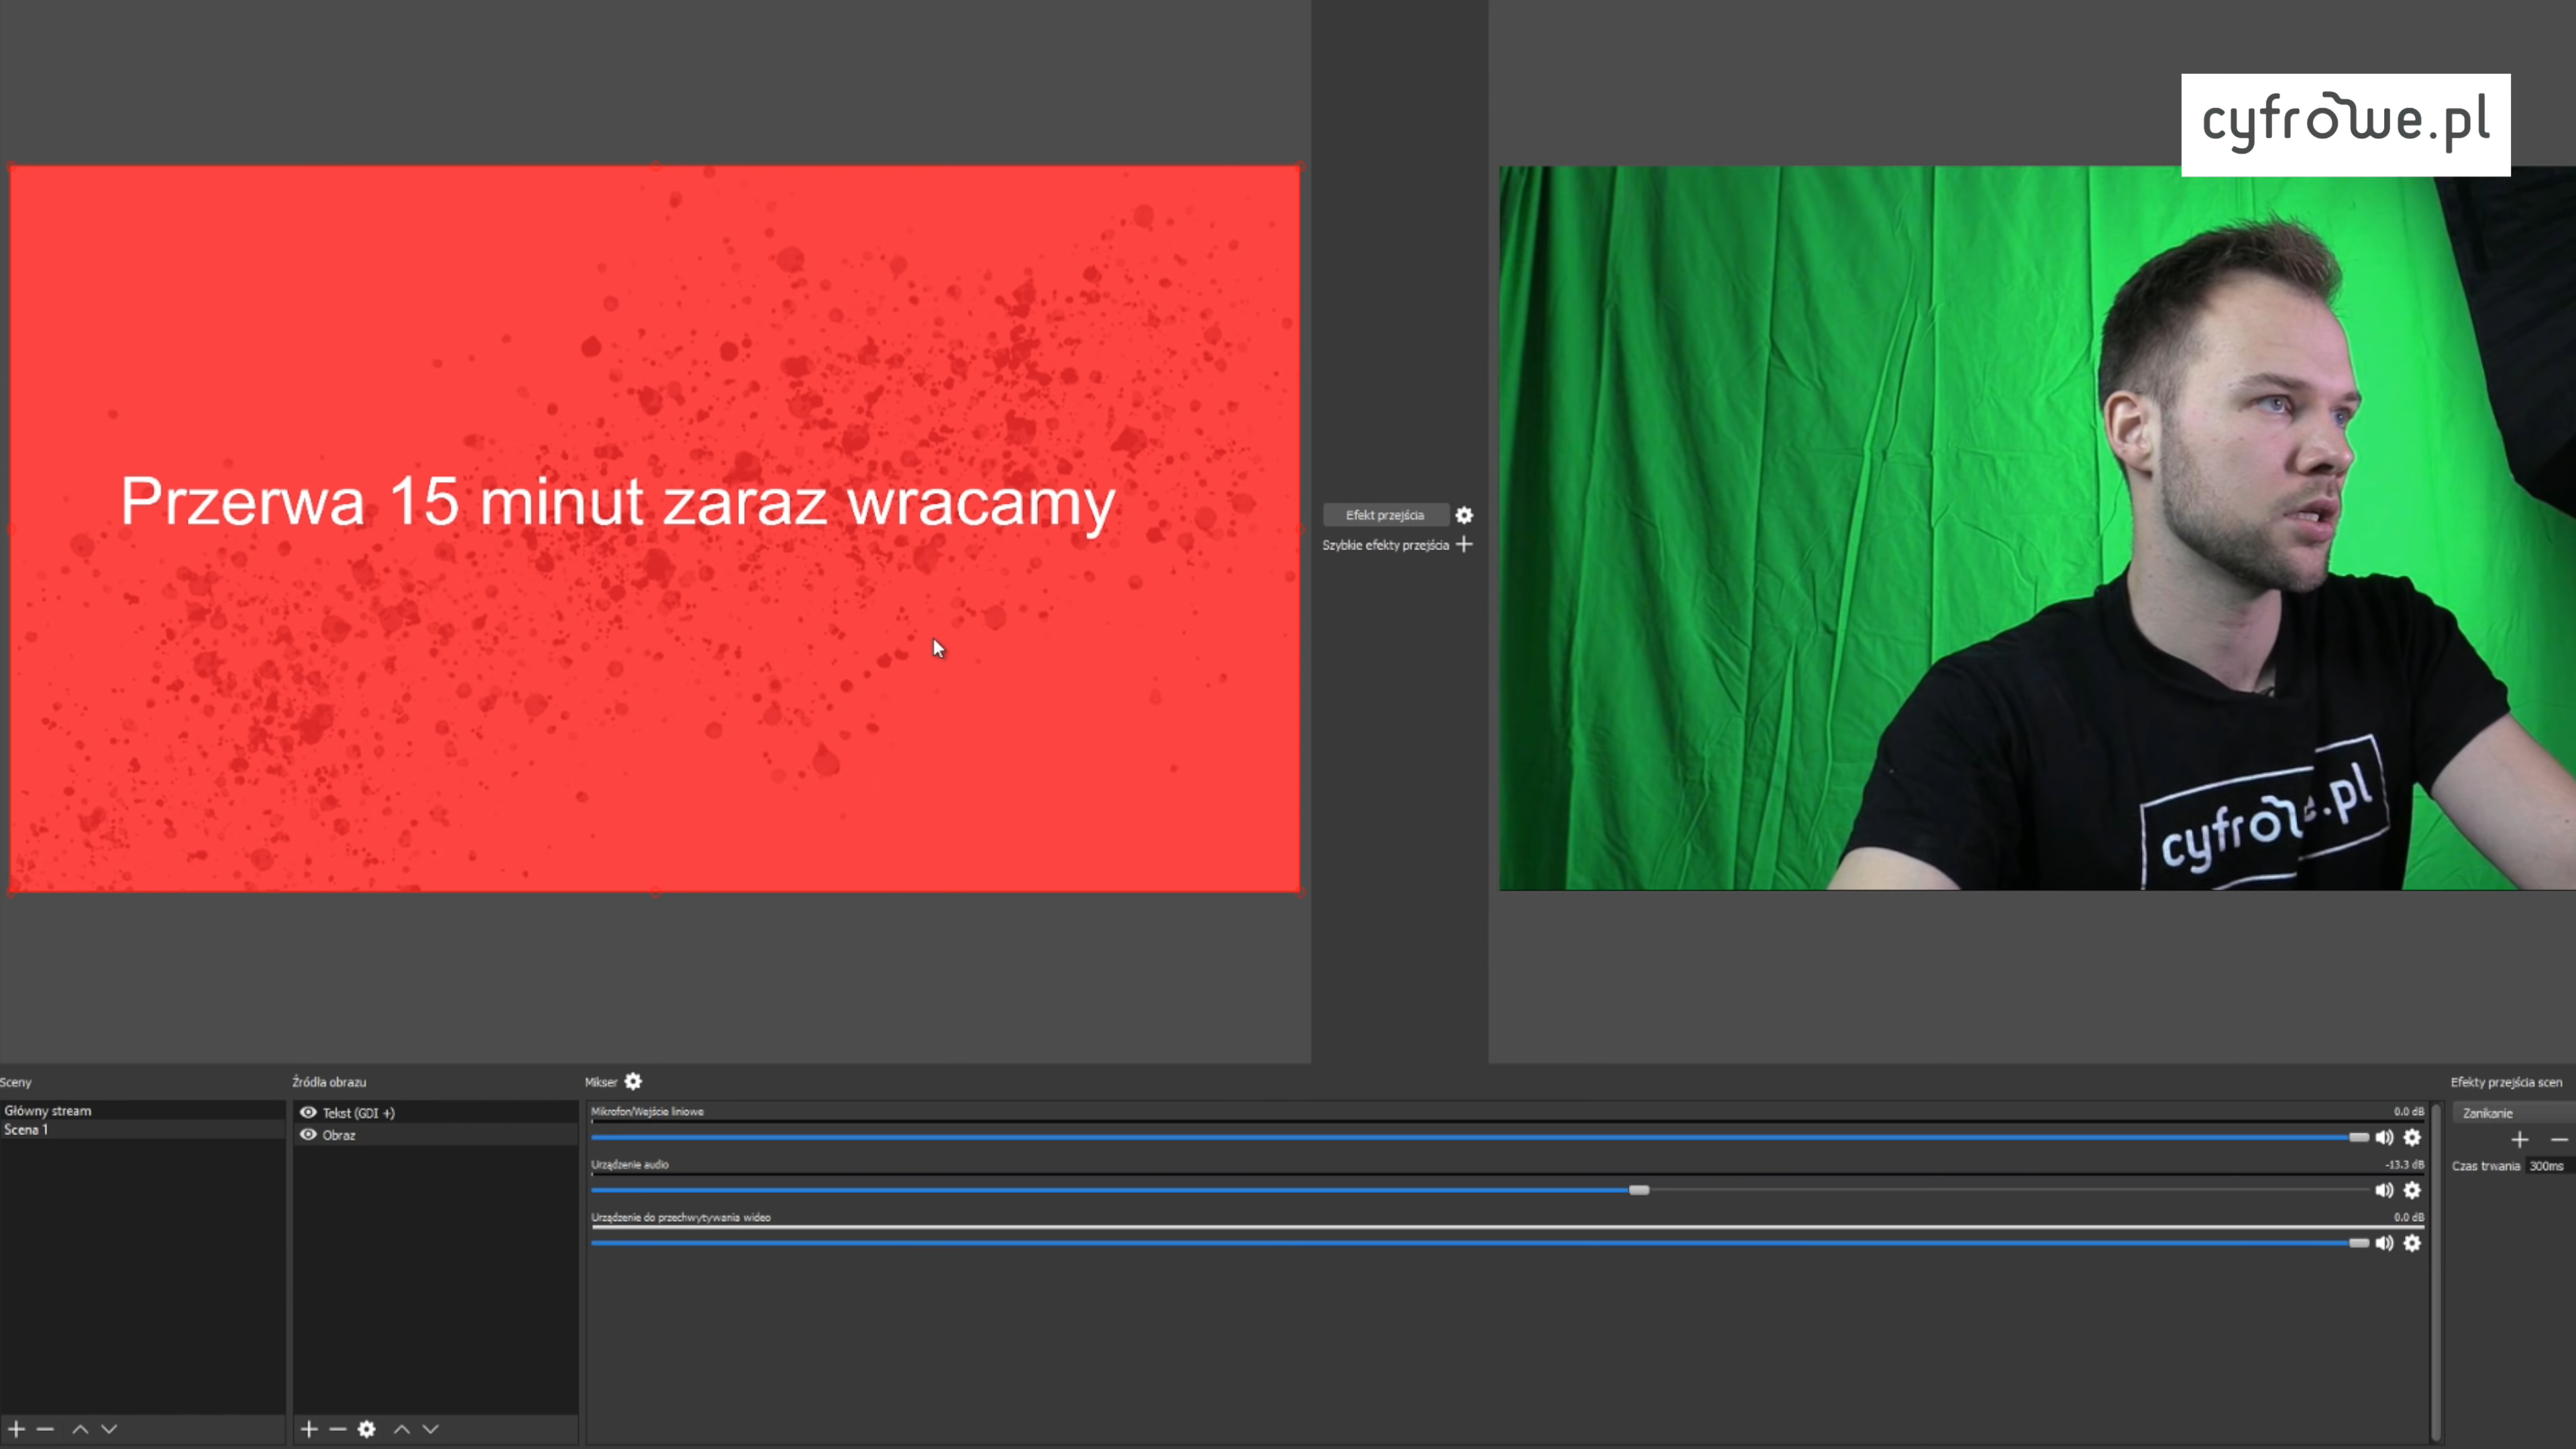 cyfrowe.pl
Przerwa 15 minut zaraz wracamy
Efekt przejścia
Szybkie efekty przejścia
cyfrowe.pl
Sceny
Główny stream
Scena 1
Źródła obrazu
Tekst (GDI +)
Obraz
Mikser
Mikrofon/Wejście liniowe
0.0 dB
Urządzenie audio
-13.3 dB
Urządzenie do przechwytywania wideo
0.0 dB
Efekty przejścia scen
Zanikanie
Czas trwania 300ms